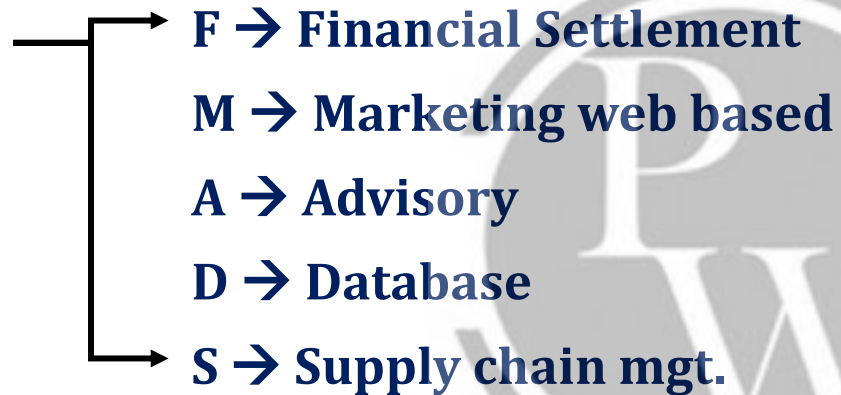 F → Financial Settlement
M → Marketing web based
A → Advisory
D → Database
S → Supply chain mgt.
P
W